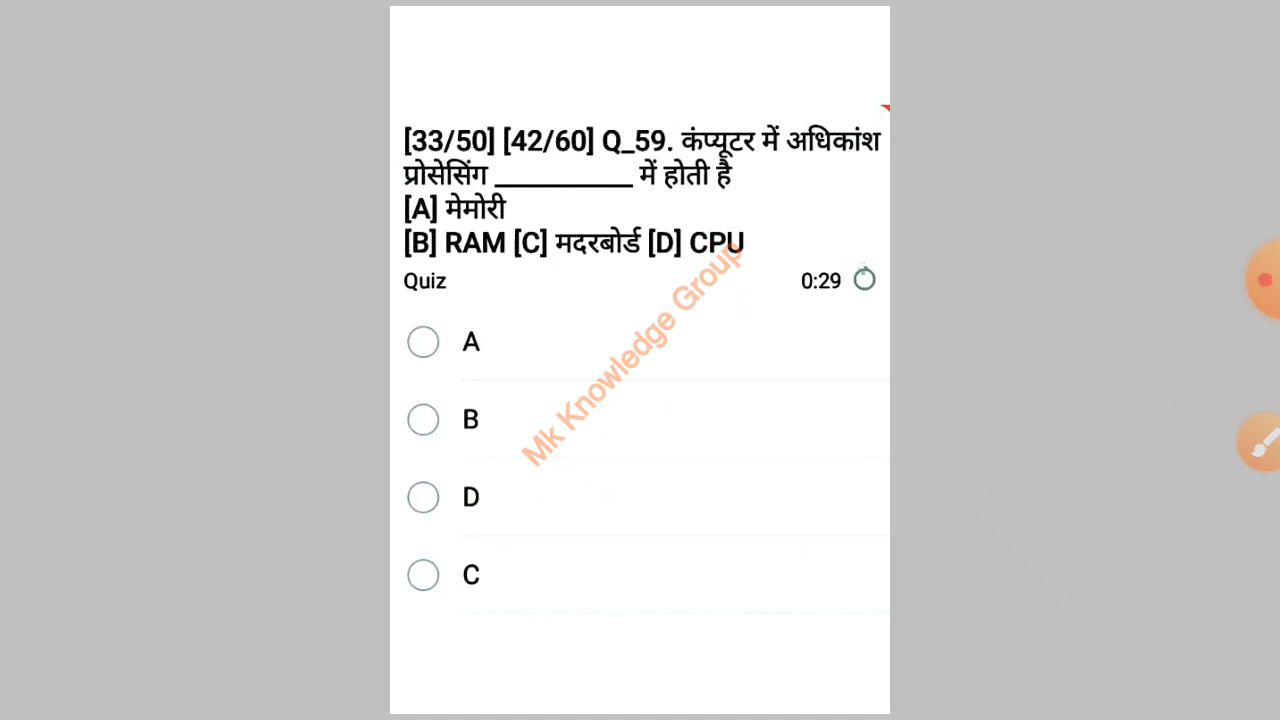 [33/50] [42/60] Q_59. कंप्यूटर में अधिकांश
प्रोसेसिंग __________ में होती है
[A] मेमोरी
[B] RAM [C] मदरबोर्ड [D] CPU
Quiz 0:29
A
B
D
C
Mk Knowledge Group